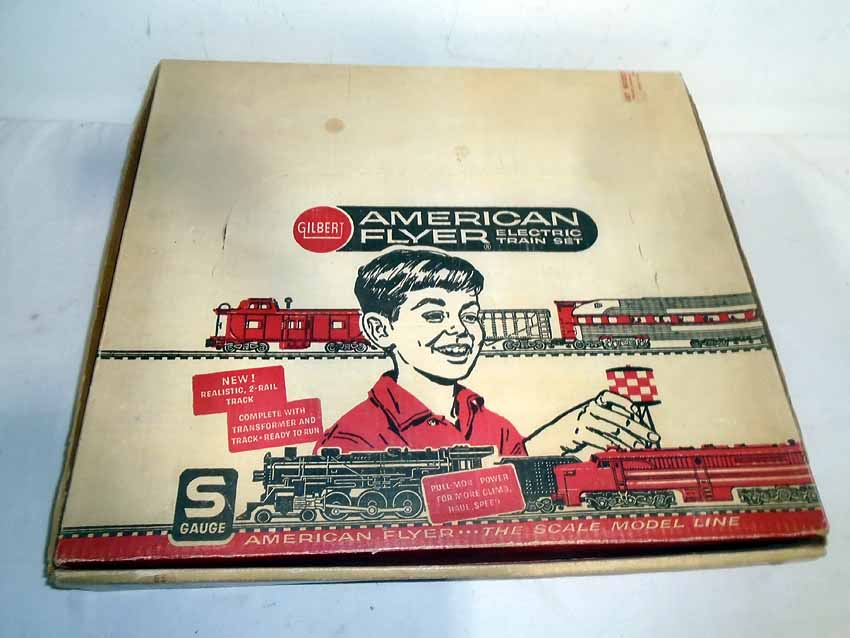 GILBERT
AMERICAN
FLYER® ELECTRIC
TRAIN SET
NEW!
REALISTIC, 2-RAIL
TRACK
COMPLETE WITH
TRANSFORMER AND
TRACK • READY TO RUN
PULL-MOR POWER
FOR MORE CLIMB,
HAUL, SPEED
S
GAUGE
AMERICAN FLYER•••THE SCALE MODEL LINE